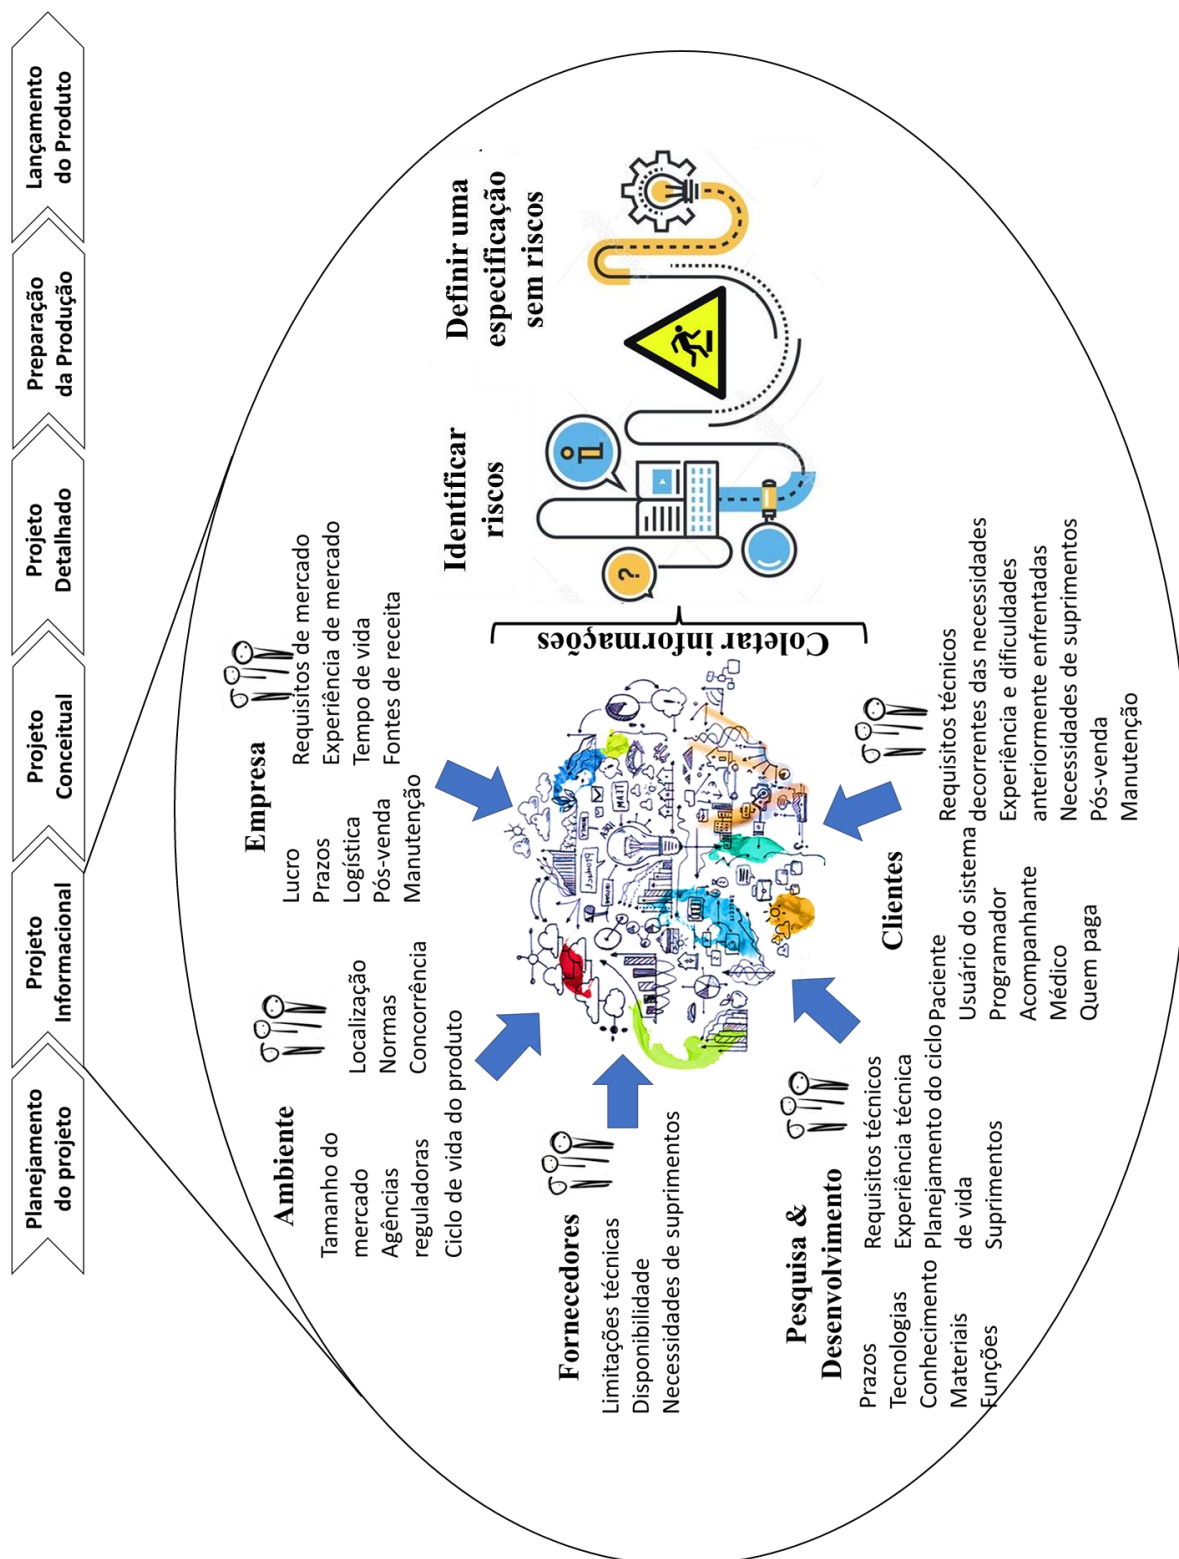 Planejamento
do projeto
Projeto
Informacional
Projeto
Conceitual
Projeto
Detalhado
Preparação
da Produção
Lançamento
do Produto
Ambiente
Tamanho do
mercado
Agências
reguladoras
Ciclo de vida do produto
Localização
Normas
Concorrência
Empresa
Lucro
Prazos
Logística
Pós-venda
Manutenção
Requisitos de mercado
Experiência de mercado
Tempo de vida
Fontes de receita
Fornecedores
Limitações técnicas
Disponibilidade
Necessidades de suprimentos
Pesquisa &
Desenvolvimento
Prazos
Tecnologias
Conhecimento
Materiais
Funções
Requisitos técnicos
Experiência técnica
Planejamento do ciclo
de vida
Suprimentos
Clientes
Paciente
Usuário do sistema
Programador
Acompanhante
Médico
Quem paga
Requisitos técnicos
decorrentes das necessidades
Experiência e dificuldades
anteriormente enfrentadas
Necessidades de suprimentos
Pós-venda
Manutenção
Coletar informações
Identificar
riscos
Definir uma
especificação
sem riscos
?
i